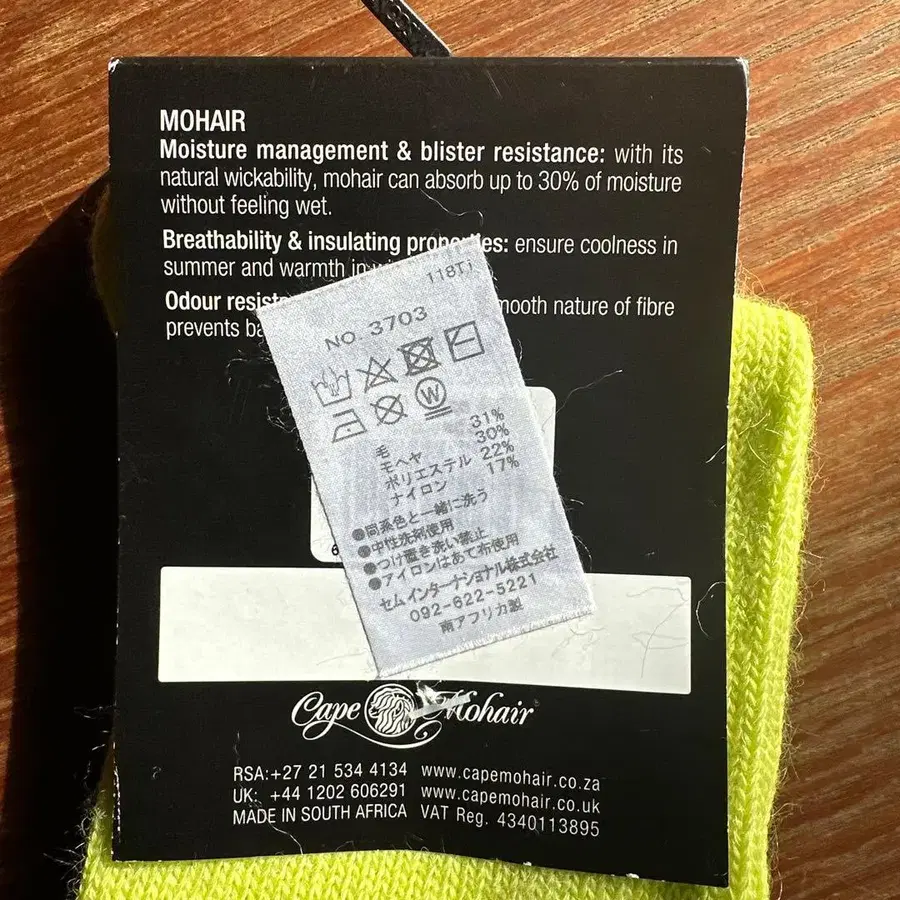 MOHAIR
Moisture management & blister resistance: with its
natural wickability, mohair can absorb up to 30% of moisture
without feeling wet.
Breathability & insulating properties: ensure coolness in
summer and warmth in
Odour nature of fibre
prevents
118Ti
NO. 3703
W
毛 31%
モヘヤ 30%
ポリエステル 22%
ナイロン 17%
●同系色と一緒に洗う
●中性洗剤使用
●つけ置き洗い禁止
●アイロンはあて布使用
セムインターナショナル株式会社
092-622-5221
南アフリカ製
Cape Mohair
RSA:+27 21 534 4134 www.capemohair.co.za
UK: +44 1202 606291 www.capemohair.co.uk
MADE IN SOUTH AFRICA VAT Reg. 4340113895